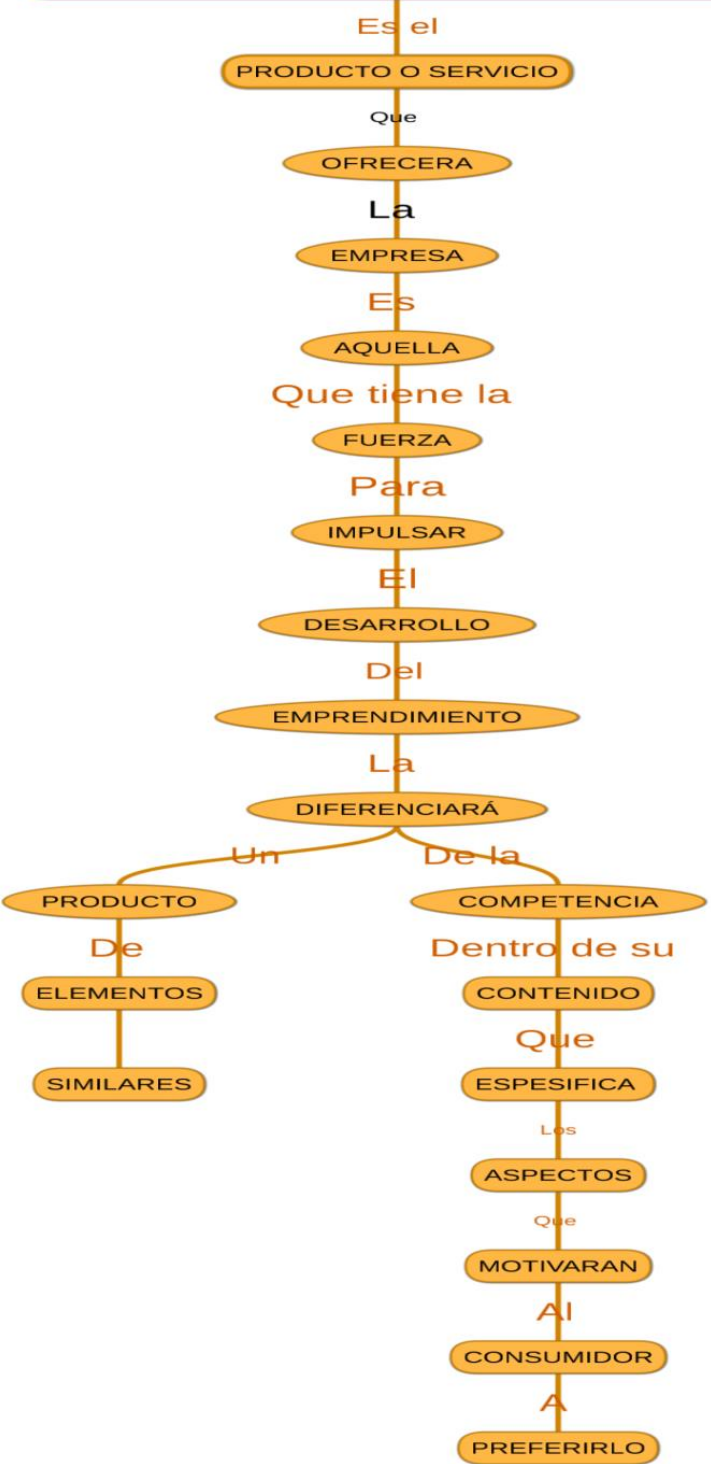 Es el
PRODUCTO O SERVICIO
Que
OFRECERA
La
EMPRESA
Es
AQUELLA
Que tiene la
FUERZA
Para
IMPULSAR
El
DESARROLLO
Del
EMPRENDIMIENTO
La
DIFERENCIARÁ
Un
PRODUCTO
De
ELEMENTOS
SIMILARES
De la
COMPETENCIA
Dentro de su
CONTENIDO
Que
ESPESIFICA
Los
ASPECTOS
Que
MOTIVARAN
Al
CONSUMIDOR
A
PREFERIRLO